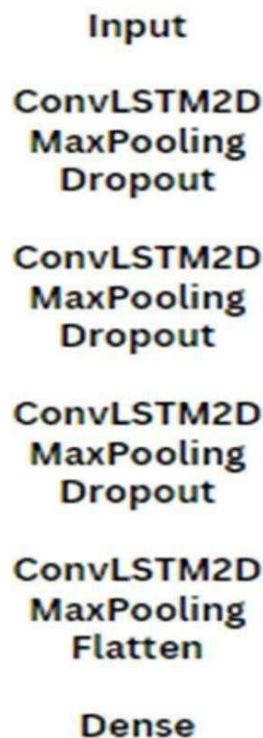 Input
ConvLSTM2D
MaxPooling
Dropout
ConvLSTM2D
MaxPooling
Dropout
ConvLSTM2D
MaxPooling
Dropout
ConvLSTM2D
MaxPooling
Flatten
Dense